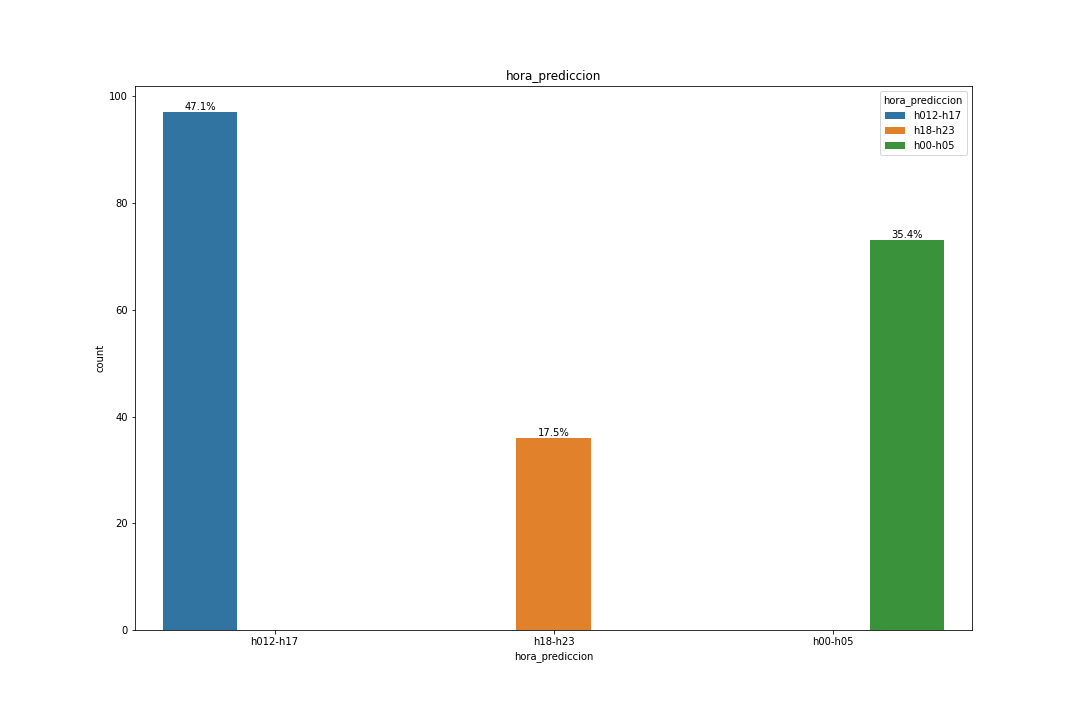 hora_prediccion
100
80
60
40
20
0
count
47.1%
17.5%
35.4%
hora_prediccion
h012-h17
h18-h23
h00-h05
h012-h17
h18-h23
h00-h05
hora_prediccion